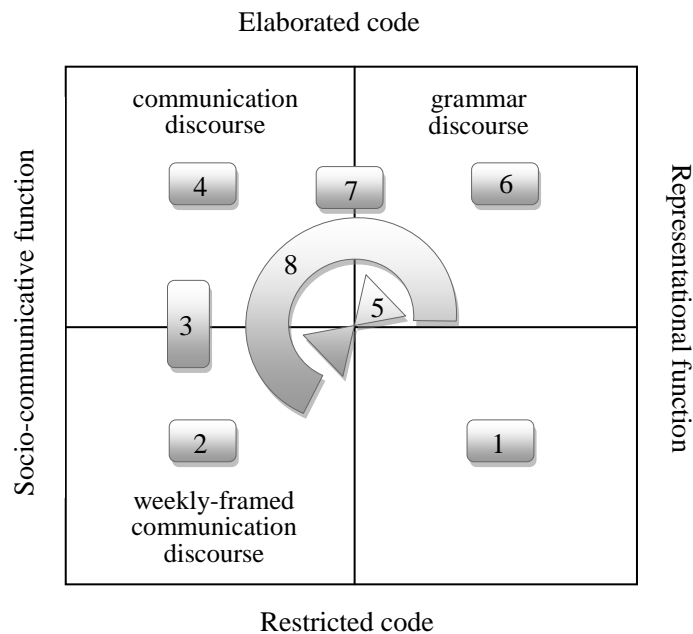 Elaborated code
communication
discourse
grammar
discourse
4
7
6
Socio-communicative function
Representational function
8
5
3
2
1
weekly-framed
communication
discourse
Restricted code